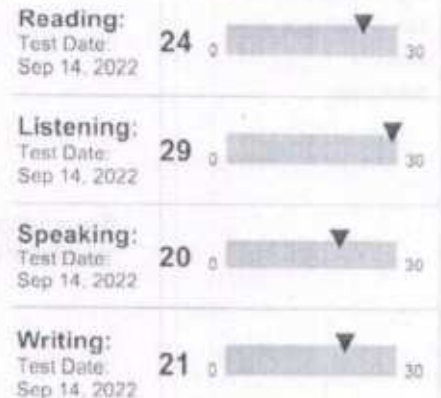 Reading:
Test Date:
Sep 14, 2022
24
0
30
Listening:
Test Date:
Sep 14, 2022
29
0
30
Speaking:
Test Date:
Sep 14, 2022
20
0
30
Writing:
Test Date:
Sep 14, 2022
21
0
30